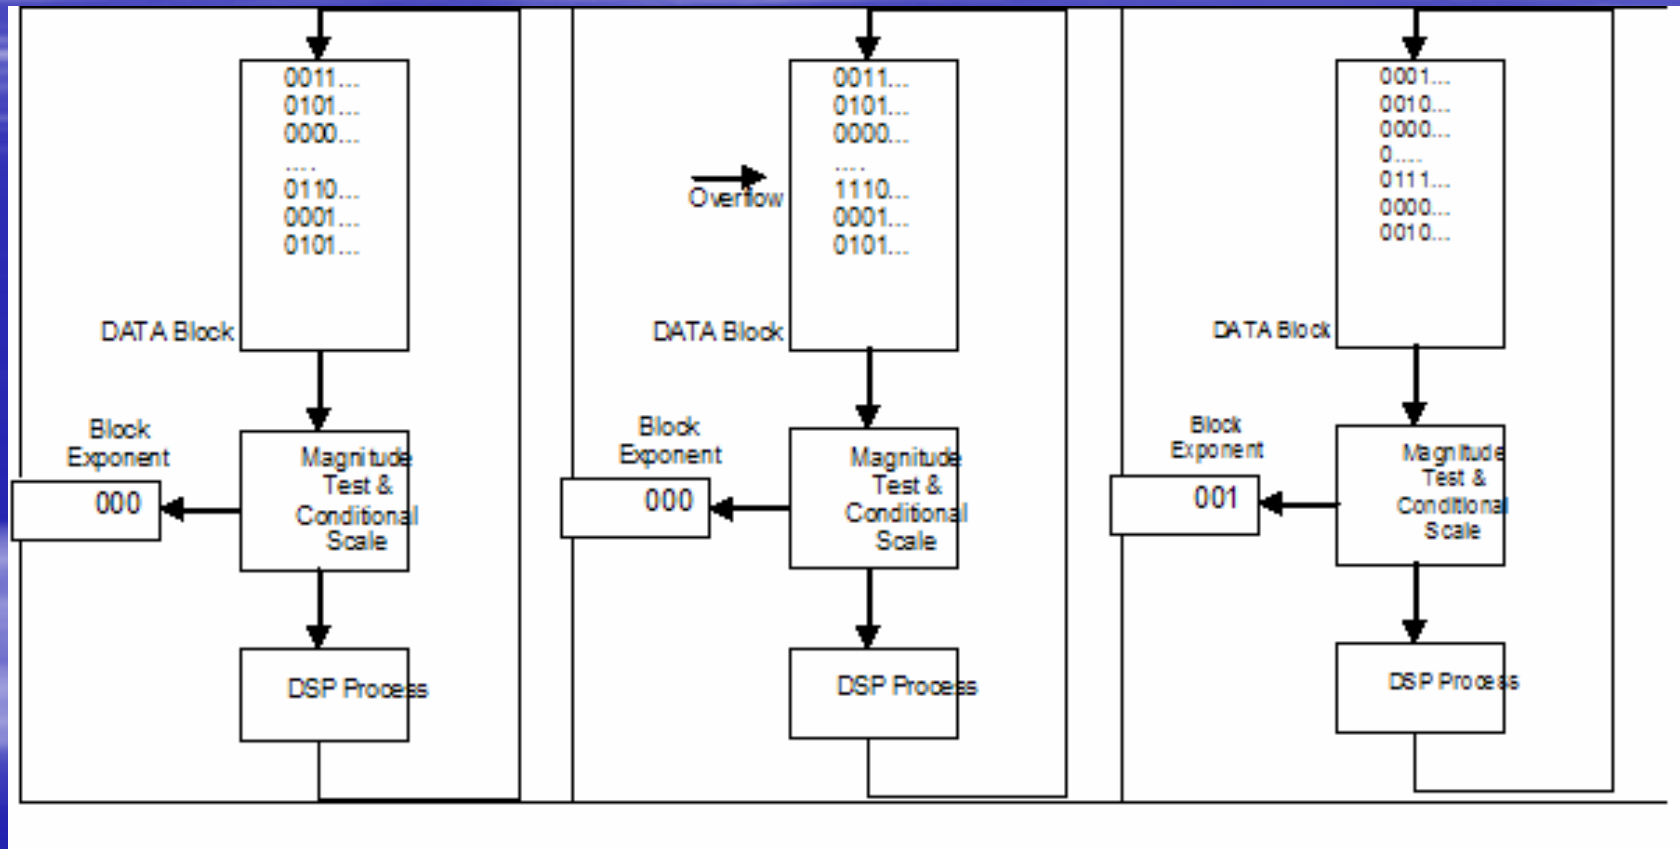 0011...
0101...
0000...
....
0110...
0001...
0101...
DATA Block
Block
Exponent
000
Magnitude
Test &
Conditional
Scale
DSP Process
0011...
0101...
0000...
....
1110...
0001...
0101...
Overflow
DATA Block
Block
Exponent
000
Magnitude
Test &
Conditional
Scale
DSP Process
0001...
0010...
0000...
0....
0111...
0000...
0010...
DATA Block
Block
Exponent
001
Magnitude
Test &
Conditional
Scale
DSP Process